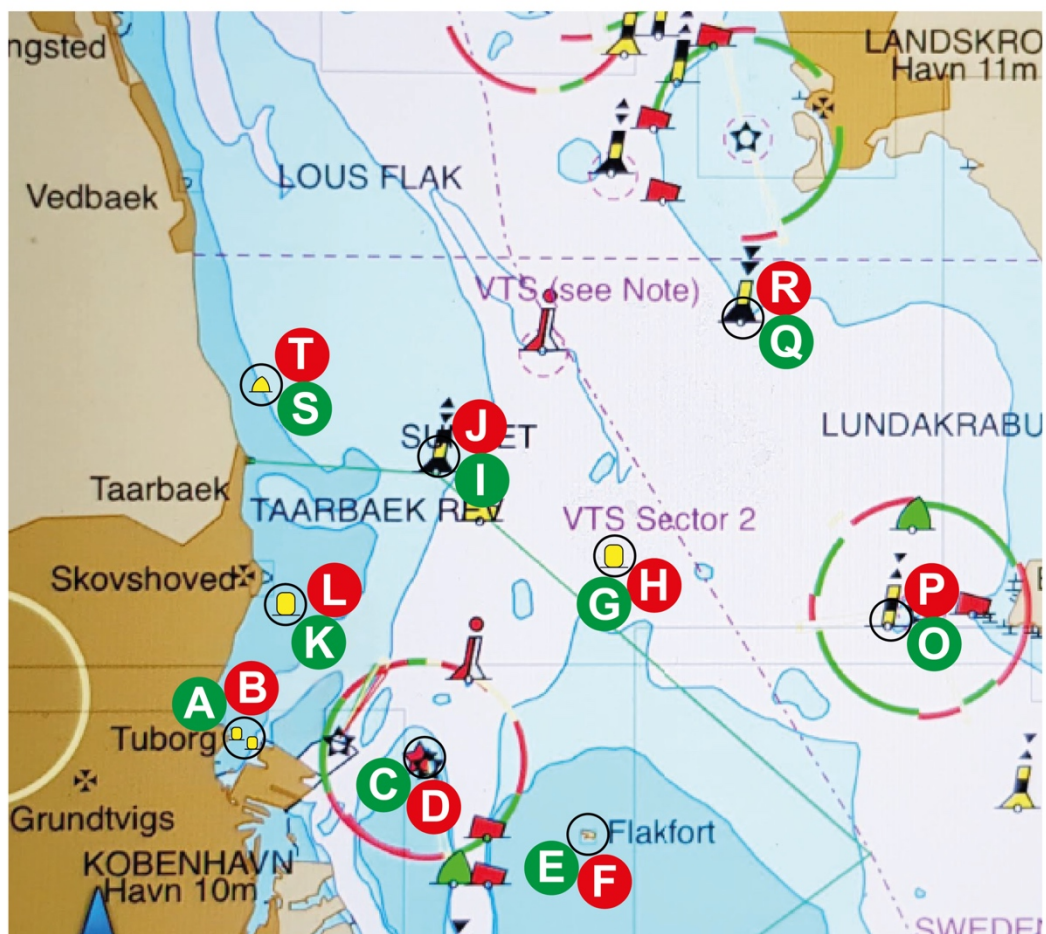 ngsted
LANDSKRO
Havn 11m
LOUS FLAK
Vedbaek
VTS (see Note)
R
Q
T
S
LUNDAKRABU
J
I
Taarbaek
TAARBAEK REV
VTS Sector 2
Skovshoved
L
K
G
H
P
O
A
B
Tuborg
C
D
Grundtvigs
Flakfort
E
F
KOBENHAVN
Havn 10m
SWEDEN